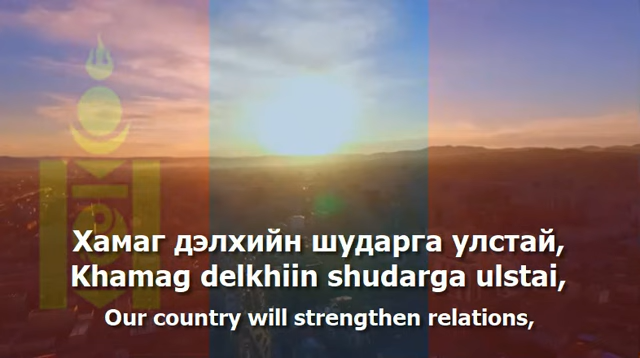 Хамаг дэлхийн шударга улстай,
Khamag delkhiin shudarga ulstai,
Our country will strengthen relations,